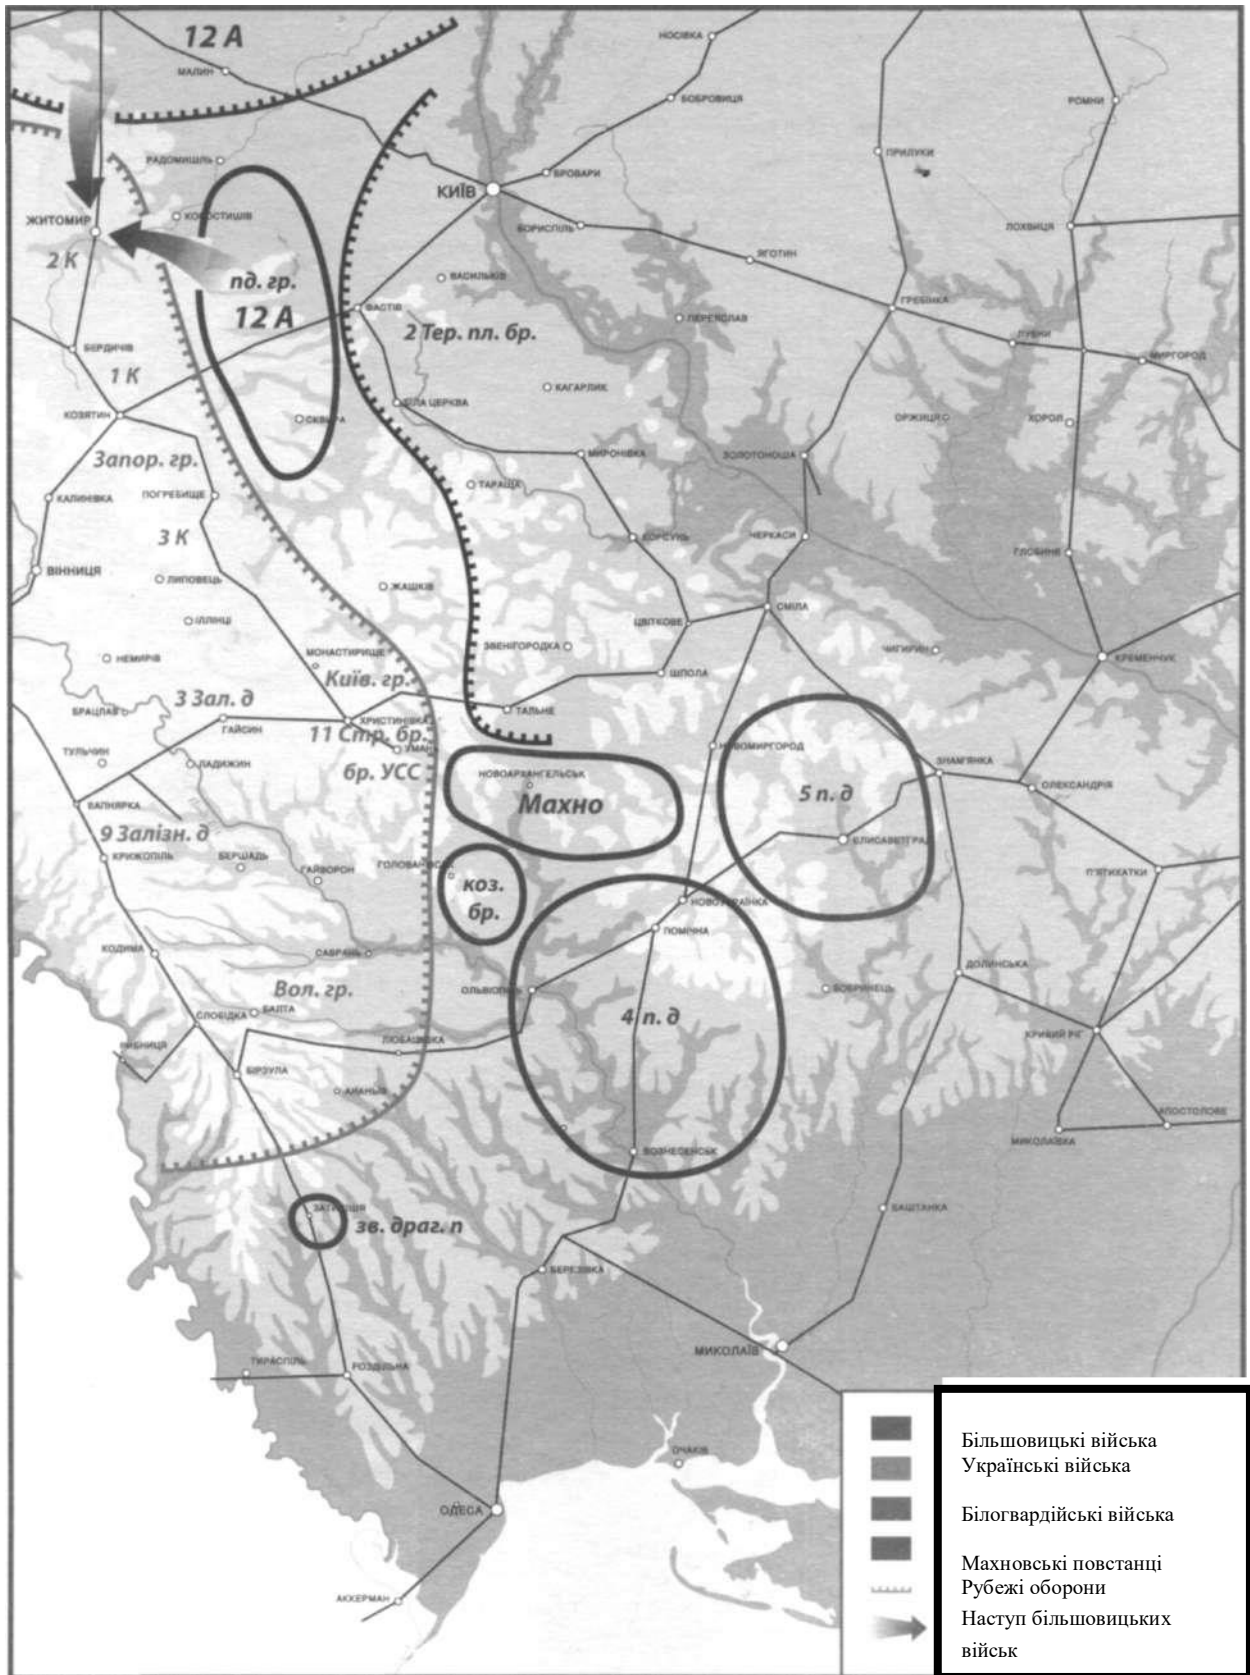 12 А
НОСІВКА
МАЛИН
БОБРОВИЦЯ
РОМНИ
РАДОМИШЛЬ
ПРИЛУКИ
БРОВАРИ
КИЇВ
ЖИТОМИР
БОРИСПІЛЬ
ЛОХВИЦЯ
2 К
ЯГОТИН
ВАСИЛЬКІВ
пд. гр.
12 А
ГРЕБІНКА
2 Тер. пл. бр.
ЛУБНИ
БЕРДИЧІВ
МИРГОРОД
1 К
КАГАРЛИК
БІЛА ЦЕРКВА
КОЗЯТИН
СКВИРА
ОРЖИЦЯ
ХОРОЛ
Запор. гр.
МИРОНІВКА
ЗОЛОТОНОША
ТАРАЩА
КАЛИНІВКА
ПОГРЕБИЩЕ
3 К
КОРСУНЬ
ЧЕРКАСИ
ГЛОБИНЕ
ВІННИЦЯ
ЛИПОВЕЦЬ
ЖАШКІВ
СМІЛА
ІЛЛІНЦІ
ЦВІТКОВЕ
ЗВЕНІГОРОДКА
ЧИГИРИН
МОНАСТИРИЩЕ
НЕМИРІВ
КРЕМЕНЧУК
ШПОЛА
Київ. гр.
3 Зал. д
БРАЦЛАВ
ТАЛЬНЕ
ХРИСТИНІВКА
ГАЙСИН
11 Стр. бр.
УМАНЬ
ТУЛЬЧИН
НОВОМИРГОРОД
ЛАДИЖИН
ЗНАМ'ЯНКА
бр. УСС
НОВОАРХАНГЕЛЬСЬК
ОЛЕКСАНДРІЯ
5 п. д
Махно
ВАПНЯРКА
9 Залізн. д
ЄЛИСАВЕТГРАД
КРИЖОПІЛЬ
БЕРШАДЬ
ГАЙВОРОН
П'ЯТИХАТКИ
коз.
бр.
НОВОУКРАЇНКА
ПОМІЧНА
КОДИМА
САВРАНЬ
ДОЛИНСЬКА
Вол. гр.
ОЛЬВІОПІЛЬ
БОБРИНЕЦЬ
БАЛТА
СЛОБІДКА
4 п. д
КРИВИЙ РІГ
ЛЮБАШІВКА
РИБНИЦЯ
БІРЗУЛА
АНАНЬЇВ
АПОСТОЛОВЕ
МИКОЛАЇВКА
ВОЗНЕСЕНСЬК
БАШТАНКА
зв. драг. п
БЕРЕЗІВКА
МИКОЛАЇВ
ТИРАСПІЛЬ
РОЗДІЛЬНА
ОЧАКІВ
ОДЕСА
АККЕРМАН
Більшовицькі війська
Українські війська
Білогвардійські війська
Махновські повстанці
Рубежі оборони
Наступ більшовицьких
військ